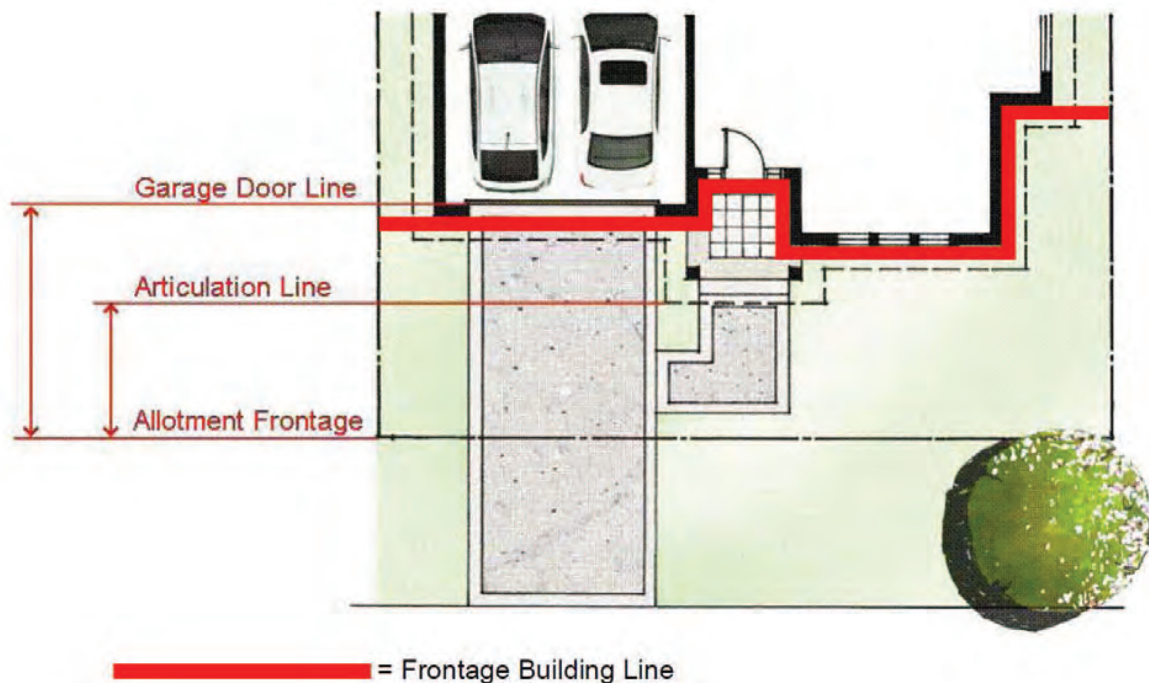 Garage Door Line
Articulation Line
Allotment Frontage
= Frontage Building Line